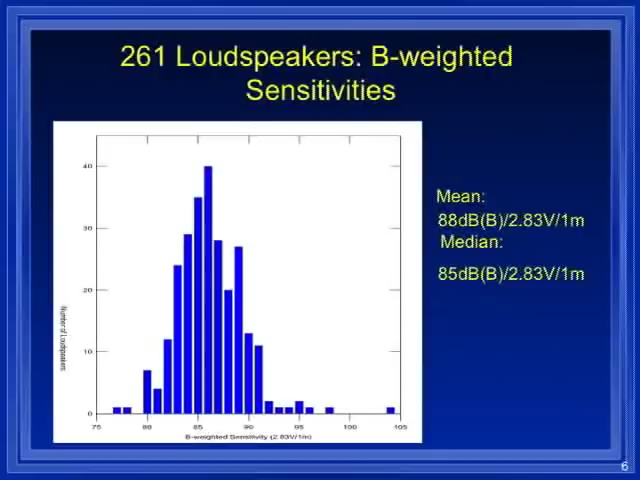 261 Loudspeakers: B-weighted
Sensitivities
Mean:
88dB(B)/2.83V/1m
Median:
85dB(B)/2.83V/1m
Number of Loudspeakers
40
30
20
10
0
75 80 85 90 95 100 105
B-weighted Sensitivity (2.83V/1m)
6